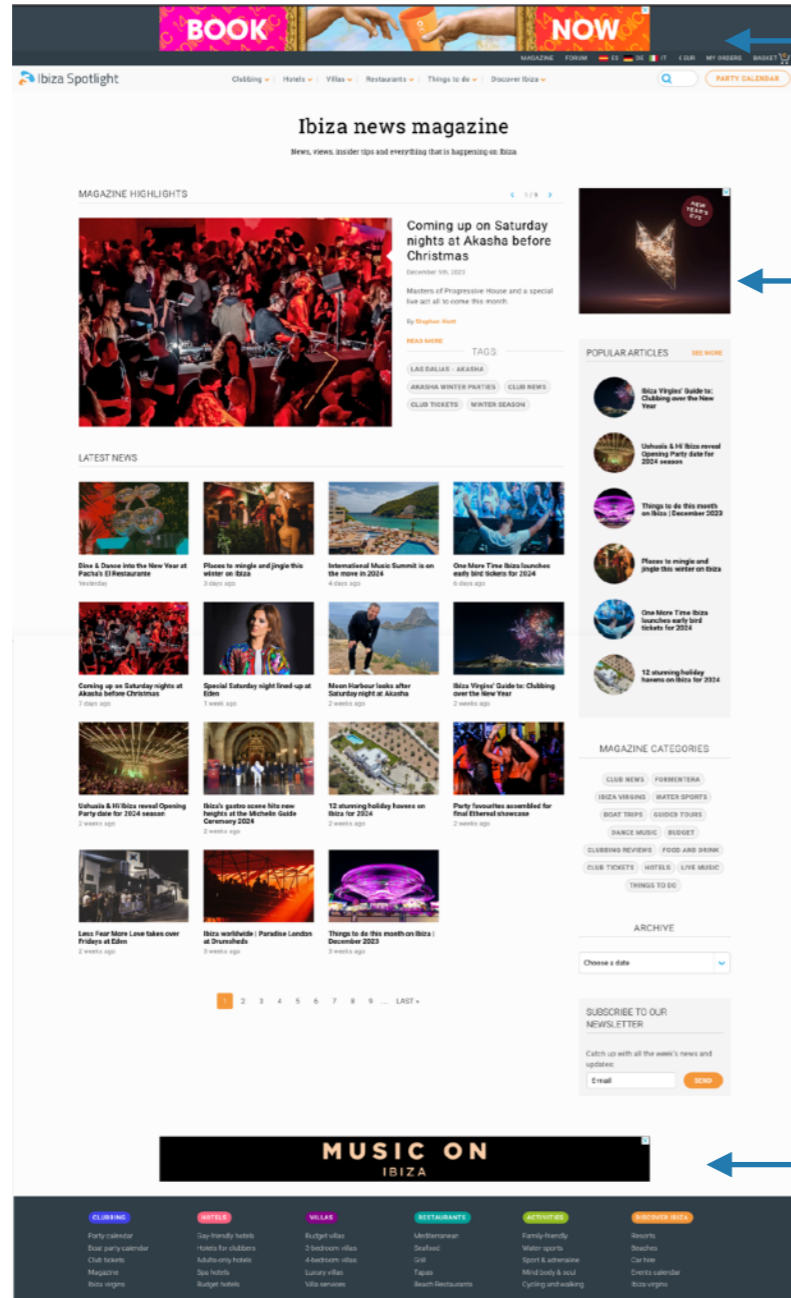 BOOK NOW
MAGAZINE FORUM ES DE IT € EUR MY ORDERS BASKET
Ibiza Spotlight
Clubbing Hotels Villas Restaurants Things to do Discover Ibiza
PARTY CALENDAR
Ibiza news magazine
News, views, insider tips and everything that is happening on Ibiza
MAGAZINE HIGHLIGHTS
1 / 9
Coming up on Saturday
nights at Akasha before
Christmas
December 5th, 2023
Masters of Progressive House and a special
live act all to come this month.
By Stephen Hunt
READ MORE
TAGS:
LAS DALIAS - AKASHA
AKASHA WINTER PARTIES CLUB NEWS
CLUB TICKETS WINTER SEASON
NEW
YEAR'S
EVE
POPULAR ARTICLES SEE MORE
Ibiza Virgins' Guide to:
Clubbing over the New
Year
Ushuaïa & Hï Ibiza reveal
Opening Party date for
2024 season
Things to do this month
on Ibiza | December 2023
Places to mingle and
jingle this winter on Ibiza
One More Time Ibiza
launches early bird
tickets for 2024
12 stunning holiday
havens on Ibiza for 2024
LATEST NEWS
Dine & Dance into the New Year at
Pacha's El Restaurante
Yesterday
Places to mingle and jingle this
winter on Ibiza
3 days ago
International Music Summit is on
the move in 2024
4 days ago
One More Time Ibiza launches
early bird tickets for 2024
6 days ago
Coming up on Saturday nights at
Akasha before Christmas
7 days ago
Special Saturday night lined-up at
Eden
1 week ago
Moon Harbour looks after
Saturday night at Akasha
2 weeks ago
Ibiza Virgins' Guide to: Clubbing
over the New Year
2 weeks ago
Ushuaïa & Hï Ibiza reveal Opening
Party date for 2024 season
2 weeks ago
Ibiza's gastro scene hits new
heights at the Michelin Guide
Ceremony 2024
2 weeks ago
12 stunning holiday havens on
Ibiza for 2024
2 weeks ago
Party favourites assembled for
final Ethereal showcase
2 weeks ago
Less Fear More Love takes over
Fridays at Eden
2 weeks ago
Ibiza worldwide | Paradise London
at Drumsheds
3 weeks ago
Things to do this month on Ibiza |
December 2023
3 weeks ago
1 2 3 4 5 6 7 8 9 ... LAST »
MAGAZINE CATEGORIES
CLUB NEWS FORMENTERA
IBIZA VIRGINS WATER SPORTS
BOAT TRIPS GUIDED TOURS
DANCE MUSIC BUDGET
CLUBBING REVIEWS FOOD AND DRINK
CLUB TICKETS HOTELS LIVE MUSIC
THINGS TO DO
ARCHIVE
Choose a date
SUBSCRIBE TO OUR
NEWSLETTER
Catch up with all the week's news and
updates:
E-mail SEND
MUSIC ON
IBIZA
CLUBBING HOTELS VILLAS RESTAURANTS ACTIVITIES DISCOVER IBIZA
Party calendar Gay-friendly hotels Budget villas Mediterranean Family-friendly Resorts
Boat party calendar Hotels for clubbers 3-bedroom villas Seafood Water sports Beaches
Club tickets Adults-only hotels 4-bedroom villas Grill Sport & adrenaline Car hire
Magazine Spa hotels Luxury villas Tapas Mind body & soul Events calendar
Ibiza virgins Budget hotels Villa services Beach Restaurants Cycling and walking Ibiza virgins